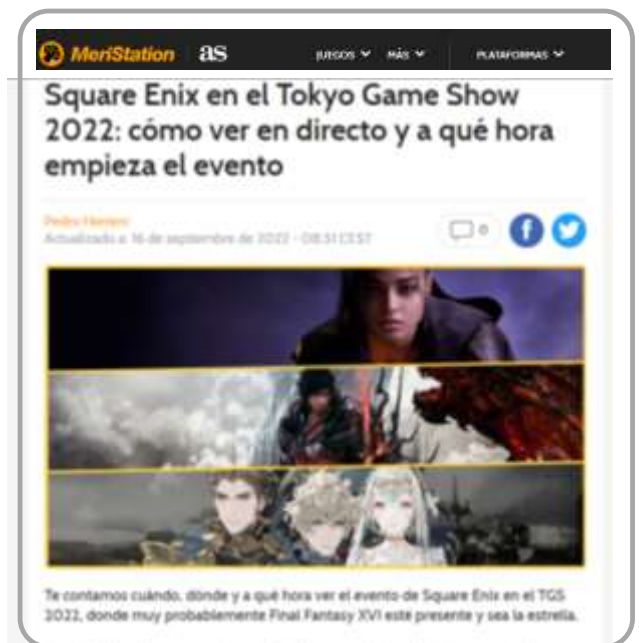 MeriStation as JUEGOS MÁS PLATAFORMAS
Square Enix en el Tokyo Game Show
2022: cómo ver en directo y a qué hora
empieza el evento
Pedro Herrero
Actualizado a 16 de septiembre de 2022 - 08:31 CEST
0
Te contamos cuándo, dónde y a qué hora ver el evento de Square Enix en el TGS
2022, donde muy probablemente Final Fantasy XVI esté presente y sea la estrella.